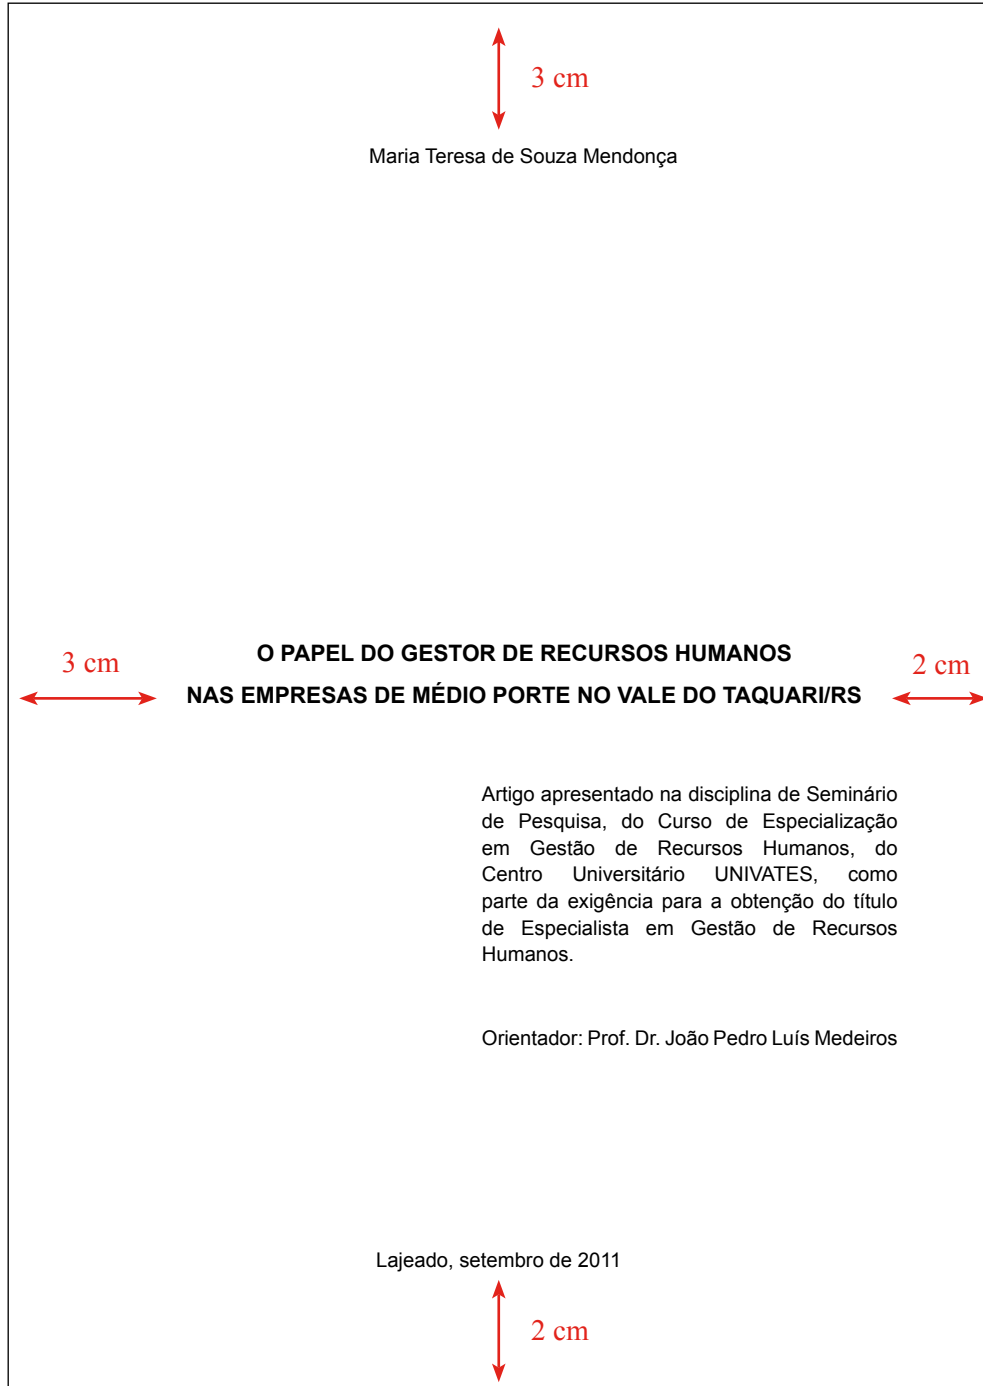 3 cm
Maria Teresa de Souza Mendonça
O PAPEL DO GESTOR DE RECURSOS HUMANOS
3 cm
2 cm
NAS EMPRESAS DE MÉDIO PORTE NO VALE DO TAQUARI/RS
Artigo apresentado na disciplina de Seminário
de Pesquisa, do Curso de Especialização
em Gestão de Recursos Humanos, do
Centro Universitário UNIVATES, como
parte da exigência para a obtenção do título
de Especialista em Gestão de Recursos
Humanos.
Orientador: Prof. Dr. João Pedro Luís Medeiros
Lajeado, setembro de 2011
2 cm